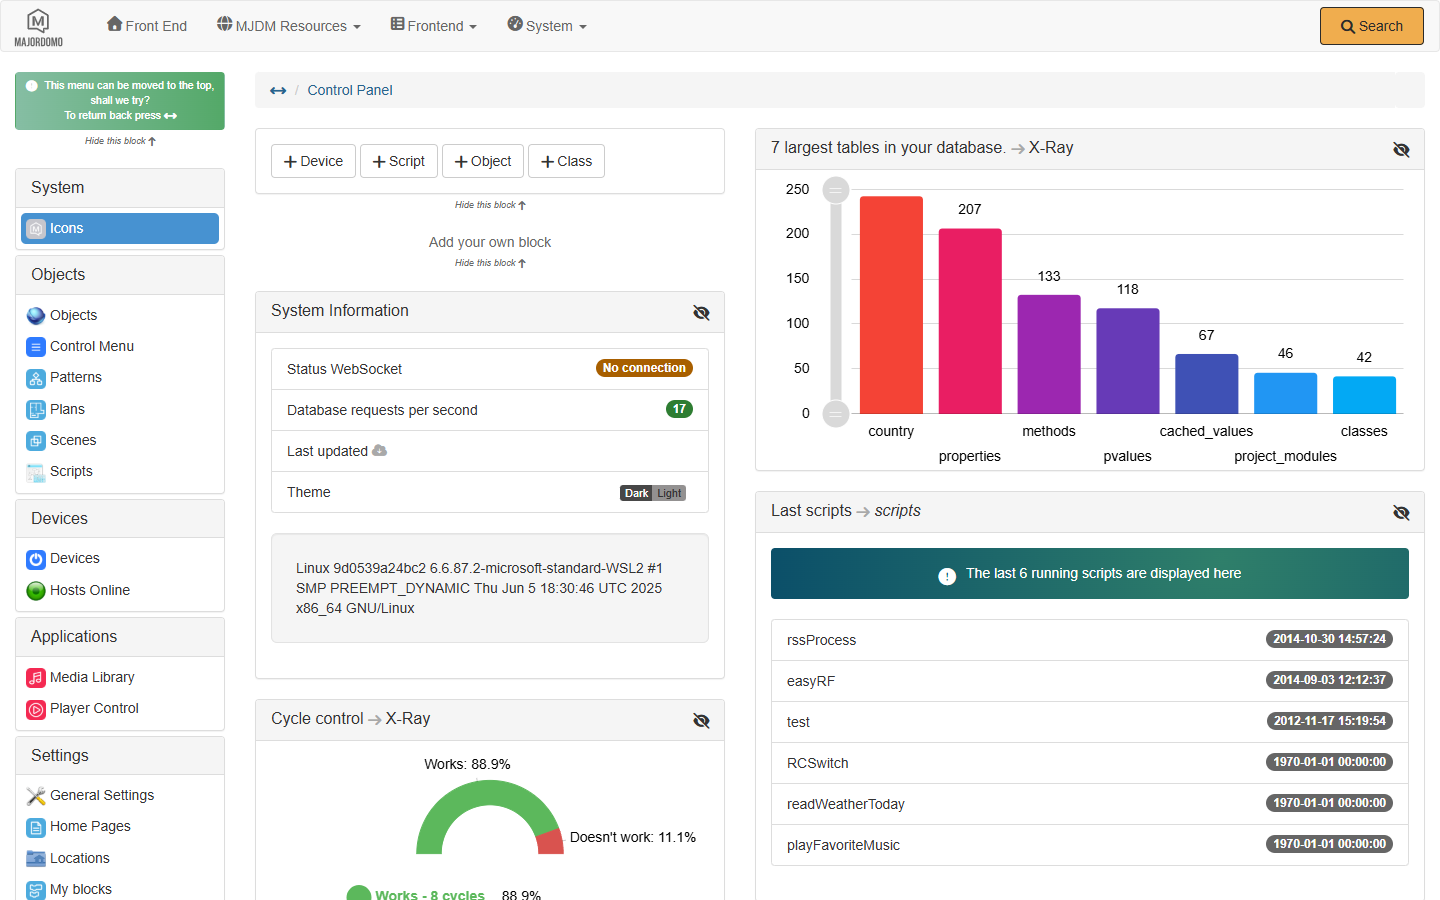 MAJORDOMO
Front End
MJDM Resources
Frontend
System
Search
This menu can be moved to the top,
shall we try?
To return back press
Hide this block
System
Icons
Objects
Objects
Control Menu
Patterns
Plans
Scenes
Scripts
Devices
Devices
Hosts Online
Applications
Media Library
Player Control
Settings
General Settings
Home Pages
Locations
My blocks
/ Control Panel
Device
Script
Object
Class
Hide this block
Add your own block
Hide this block
System Information
Status WebSocket No connection
Database requests per second 17
Last updated
Theme Dark Light
Linux 9d0539a24bc2 6.6.87.2-microsoft-standard-WSL2 #1
SMP PREEMPT_DYNAMIC Thu Jun 5 18:30:46 UTC 2025
x86_64 GNU/Linux
Cycle control → X-Ray
Works: 88.9%
Doesn't work: 11.1%
Works - 8 cycles 88.9%
7 largest tables in your database. → X-Ray
250
200
150
100
50
0
207
133
118
67
46
42
country
properties
methods
pvalues
cached_values
project_modules
classes
Last scripts → scripts
The last 6 running scripts are displayed here
rssProcess 2014-10-30 14:57:24
easyRF 2014-09-03 12:12:37
test 2012-11-17 15:19:54
RCSwitch 1970-01-01 00:00:00
readWeatherToday 1970-01-01 00:00:00
playFavoriteMusic 1970-01-01 00:00:00